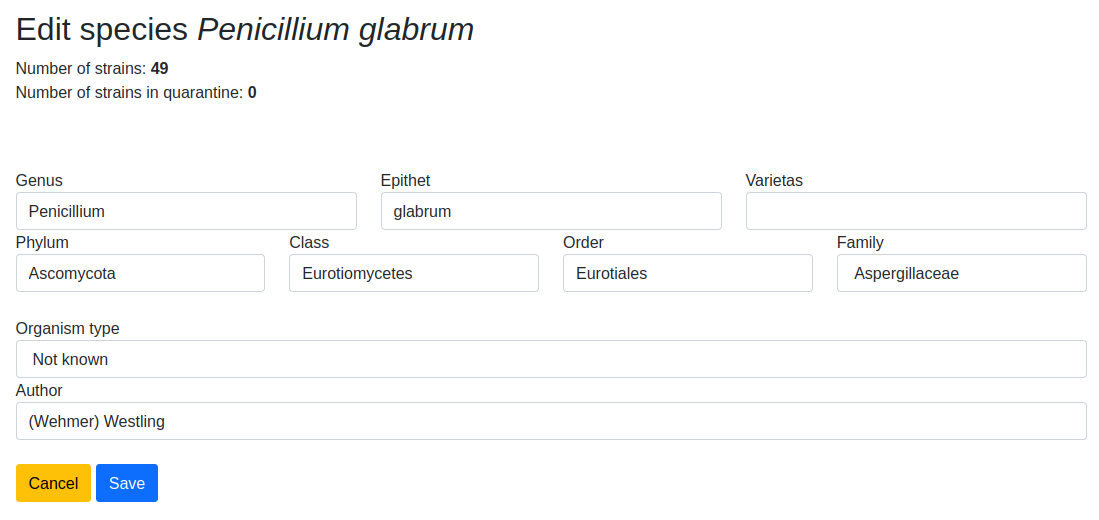 Edit species Penicillium glabrum
Number of strains: 49
Number of strains in quarantine: 0
Genus Epithet Varietas
Penicillium glabrum
Phylum Class Order Family
Ascomycota Eurotiomycetes Eurotiales Aspergillaceae
Organism type
Not known
Author
(Wehmer) Westling
Cancel Save